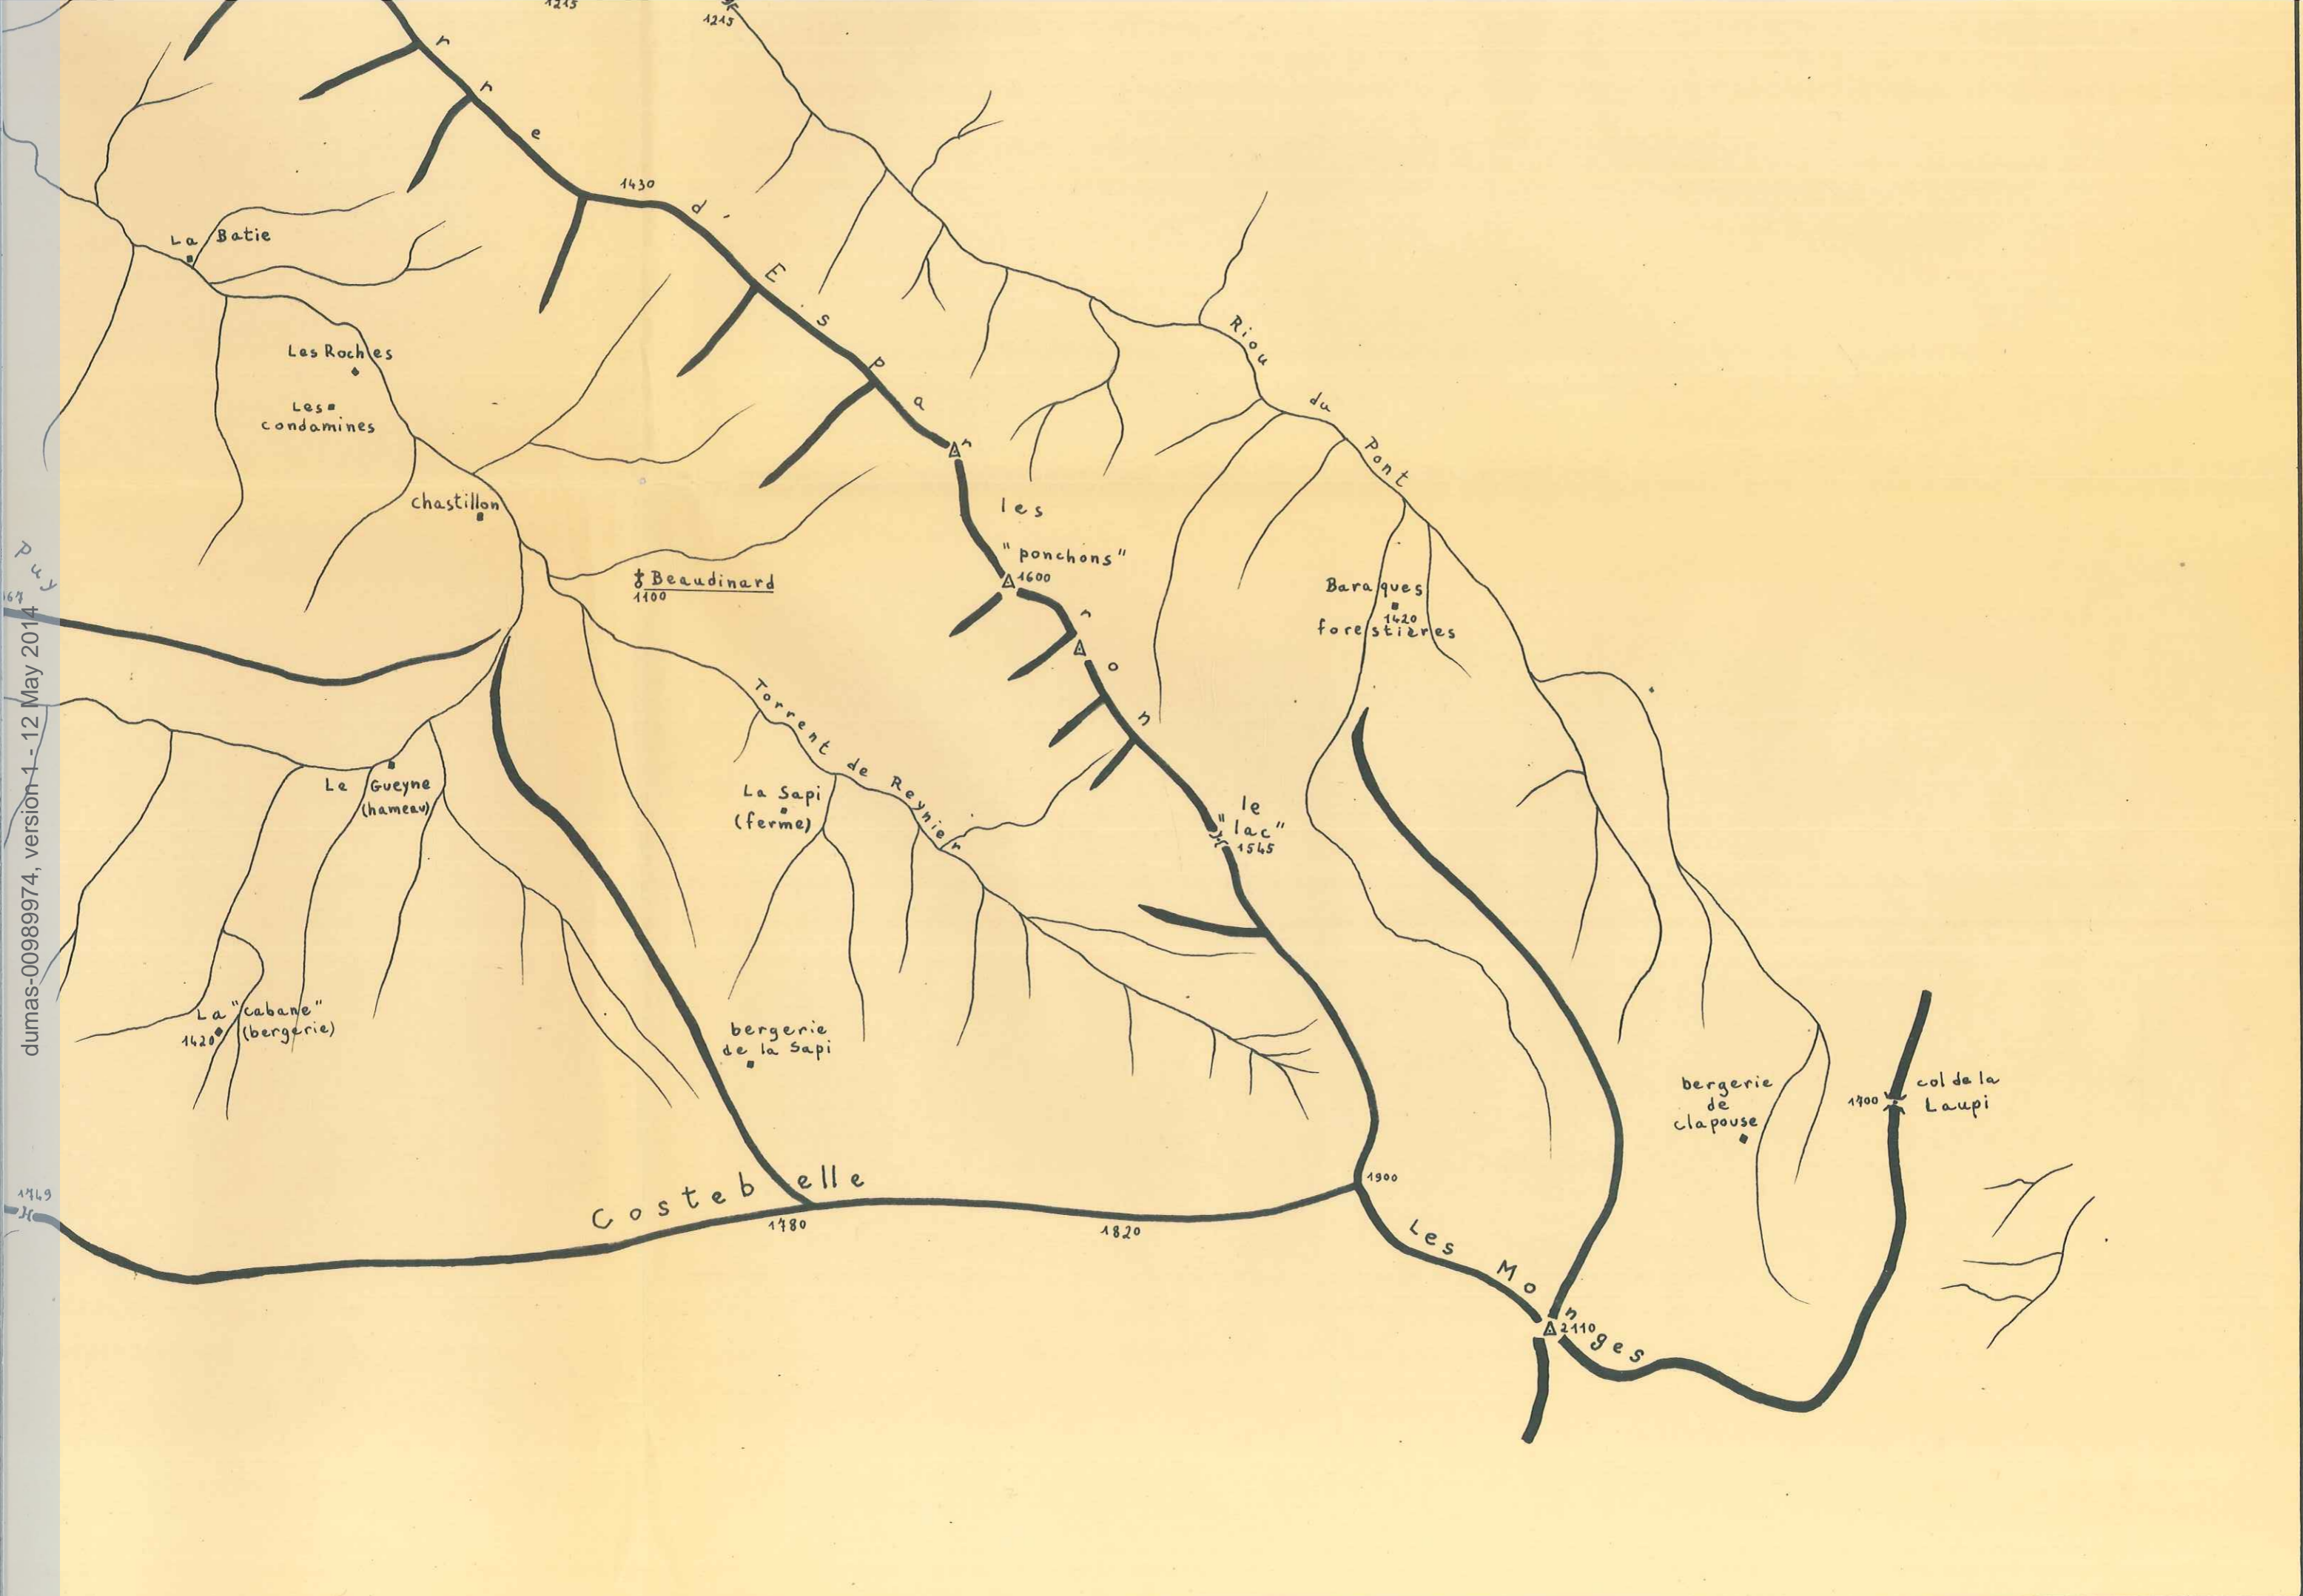 1215
1215
r r e d' E s p a r r o n
1430
La Batie
Riou du Pont
Les Roches
Les
condamines
chastillon
les
"ponchons"
1600
Beaudinard
1100
Baraques
1420
forestières
Puy
167
Torrent de Reynier
La Sapi
(ferme)
Le Gueyne
(hameau)
le
"lac"
1545
La "cabane"
1420 (bergerie)
bergerie
de la Sapi
bergerie
de
clapouse
col de la
1700 Laupi
1749
Costebelle
1780
1820
1900
Les Monges
2110
dumas-00989974, version 1 - 12 May 2014